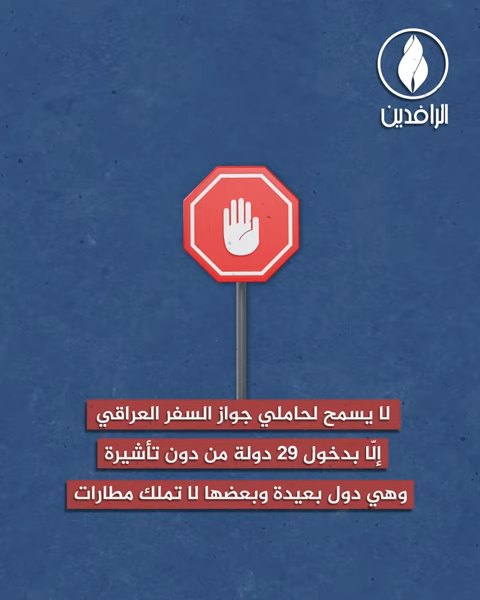 الرافدين
لا يسمح لحاملي جواز السفر العراقي
إلّا بدخول 29 دولة من دون تأشيرة
وهي دول بعيدة وبعضها لا تملك مطارات